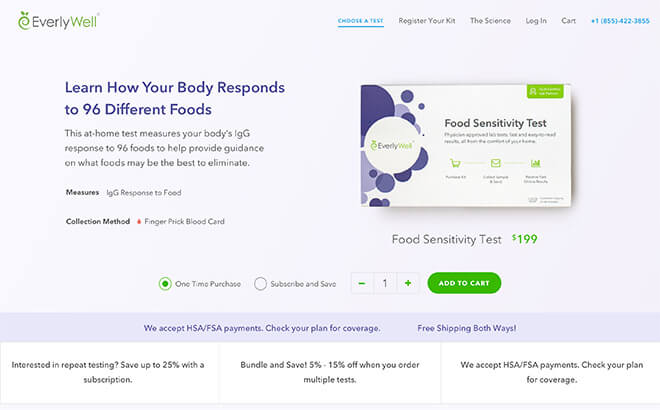 EverlyWell
CHOOSE A TEST
Register Your Kit
The Science
Log In
Cart
+1 (855)-422-3855
Learn How Your Body Responds
to 96 Different Foods
This at-home test measures your body's IgG
response to 96 foods to help provide guidance
on what foods may be the best to eliminate.
Measures IgG Response to Food
Collection Method Finger Prick Blood Card
Food Sensitivity Test
Physician approved lab tests, fast and easy-to-read
results, all from the comfort of your home.
EverlyWell
Purchase Kit
Collect Sample
& Send
Receive Fast
Online Results
Food Sensitivity Test $199
One Time Purchase
Subscribe and Save
− 1 +
ADD TO CART
We accept HSA/FSA payments. Check your plan for coverage.
Free Shipping Both Ways!
Interested in repeat testing? Save up to 25% with a
subscription.
Bundle and Save! 5% - 15% off when you order
multiple tests.
We accept HSA/FSA payments. Check your plan
for coverage.